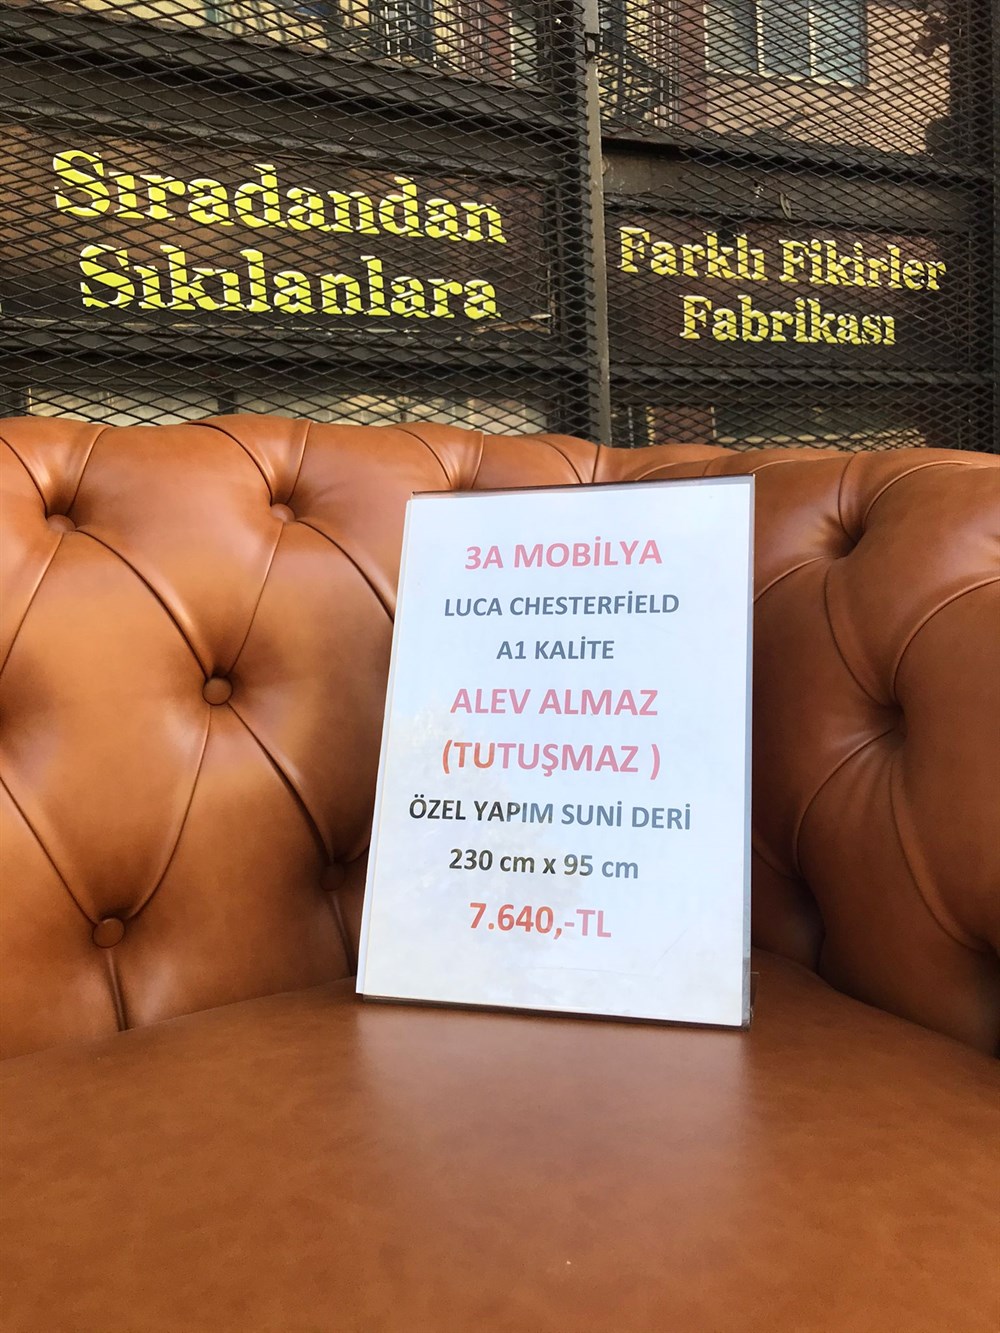 Sıradandan
Sıkılanlara
Farklı Fikirler
Fabrikası
3A MOBİLYA
LUCA CHESTERFİELD
A1 KALİTE
ALEV ALMAZ
(TUTUŞMAZ )
ÖZEL YAPIM SUNİ DERİ
230 cm x 95 cm
7.640,-TL